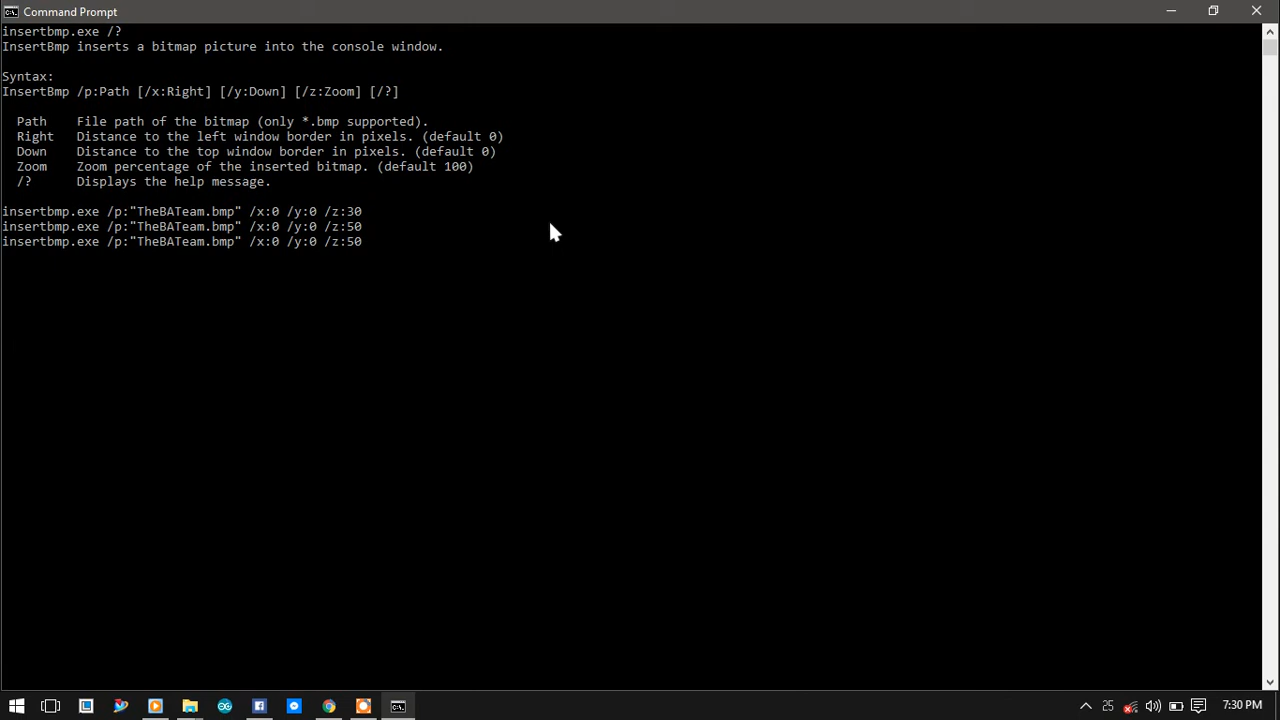 Command Prompt
insertbmp.exe /?
InsertBmp inserts a bitmap picture into the console window.
Syntax:
InsertBmp /p:Path [/x:Right] [/y:Down] [/z:Zoom] [/?]
Path File path of the bitmap (only *.bmp supported).
Right Distance to the left window border in pixels. (default 0)
Down Distance to the top window border in pixels. (default 0)
Zoom Zoom percentage of the inserted bitmap. (default 100)
/? Displays the help message.
insertbmp.exe /p:"TheBATeam.bmp" /x:0 /y:0 /z:30
insertbmp.exe /p:"TheBATeam.bmp" /x:0 /y:0 /z:50
insertbmp.exe /p:"TheBATeam.bmp" /x:0 /y:0 /z:50
25 7:30 PM